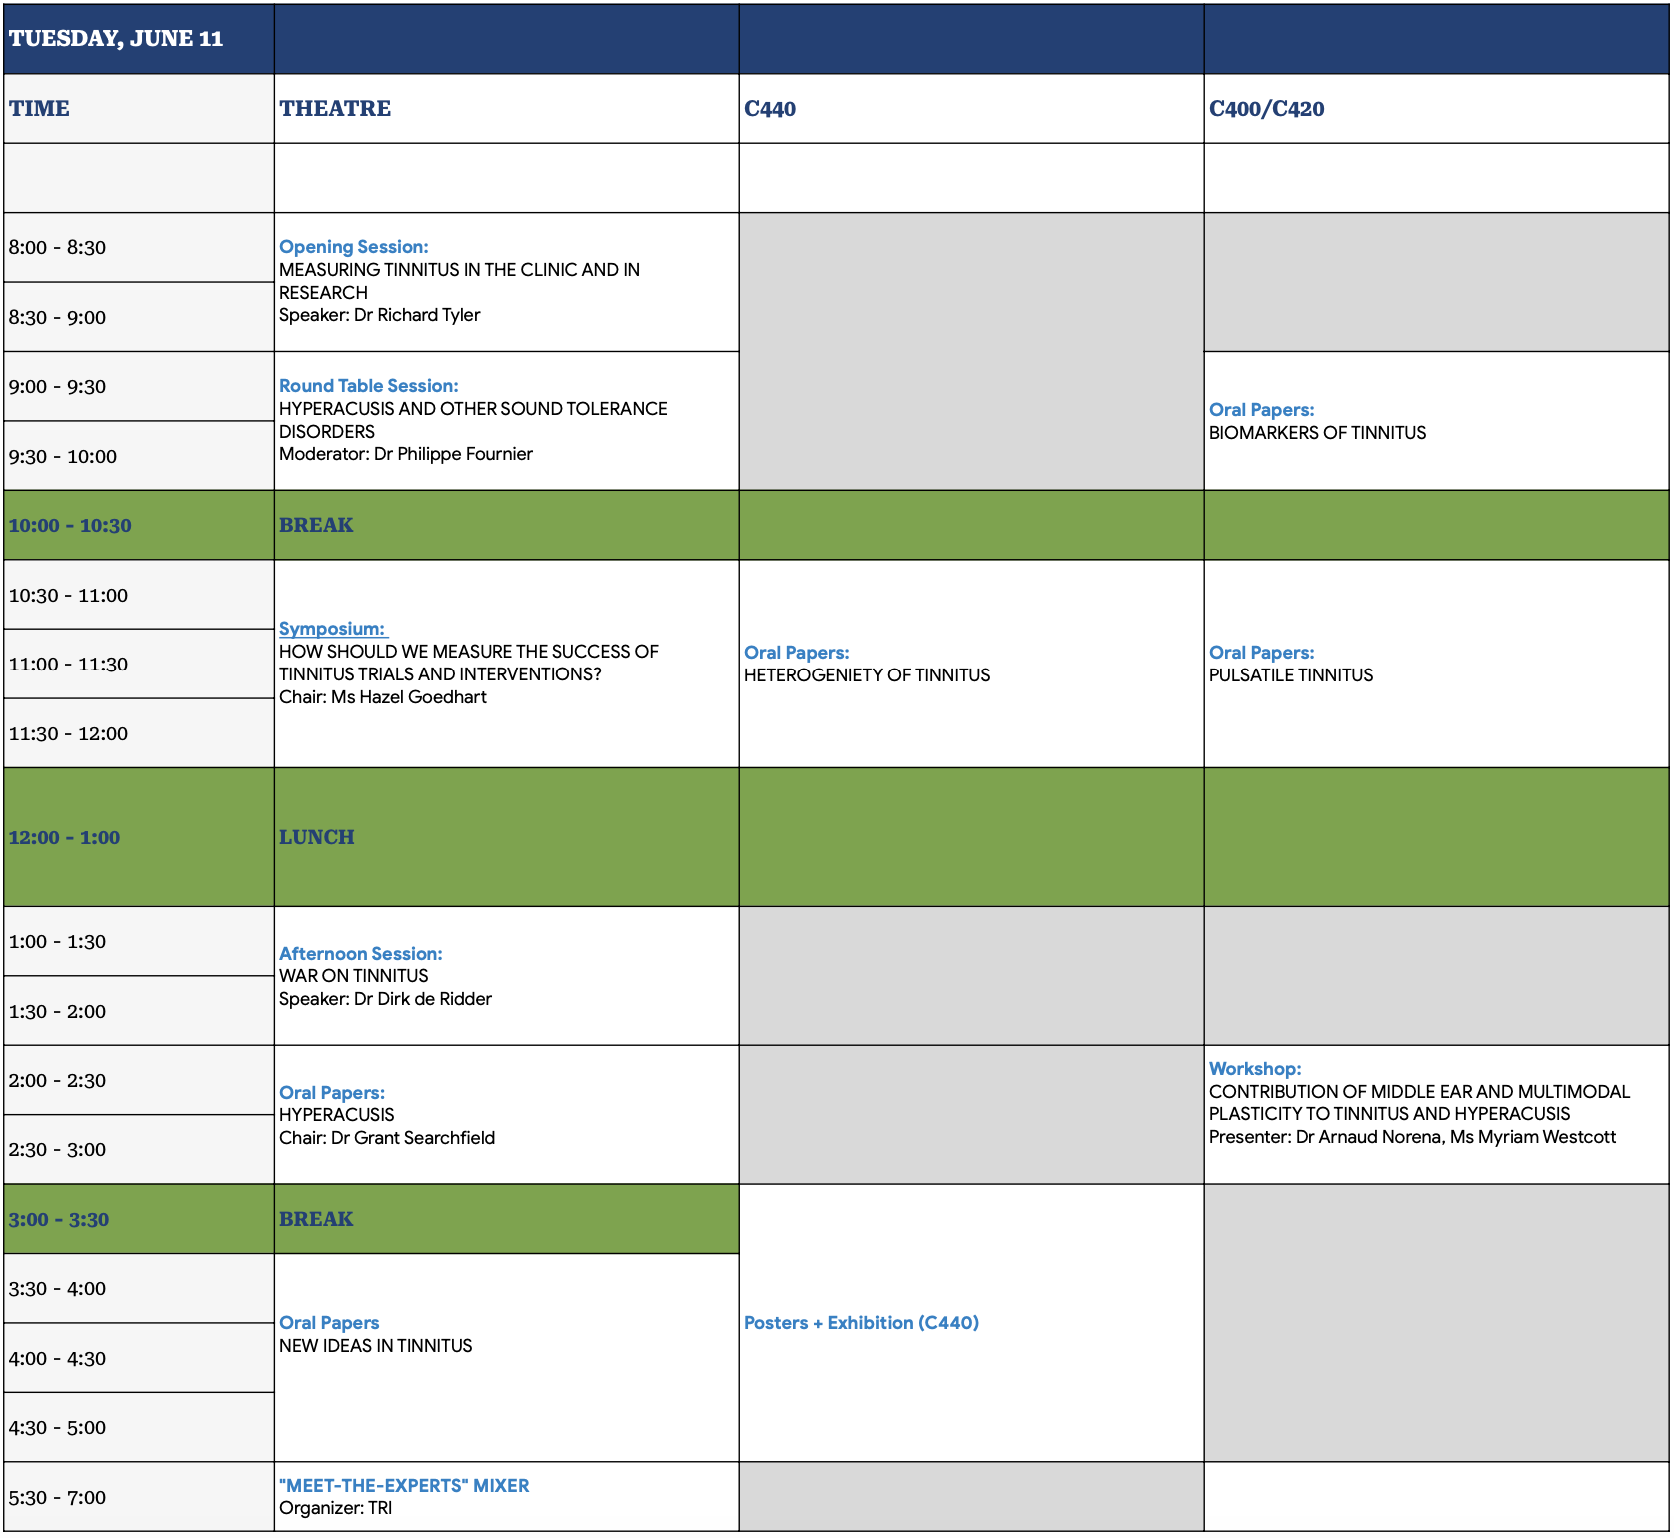 TUESDAY, JUNE 11
TIME
THEATRE
C440
C400/C420
8:00 - 8:30
Opening Session:
MEASURING TINNITUS IN THE CLINIC AND IN
RESEARCH
Speaker: Dr Richard Tyler
8:30 - 9:00
9:00 - 9:30
Round Table Session:
HYPERACUSIS AND OTHER SOUND TOLERANCE
DISORDERS
Moderator: Dr Philippe Fournier
Oral Papers:
BIOMARKERS OF TINNITUS
9:30 - 10:00
10:00 - 10:30
BREAK
10:30 - 11:00
11:00 - 11:30
11:30 - 12:00
Symposium:
HOW SHOULD WE MEASURE THE SUCCESS OF
TINNITUS TRIALS AND INTERVENTIONS?
Chair: Ms Hazel Goedhart
Oral Papers:
HETEROGENIETY OF TINNITUS
Oral Papers:
PULSATILE TINNITUS
12:00 - 1:00
LUNCH
1:00 - 1:30
1:30 - 2:00
Afternoon Session:
WAR ON TINNITUS
Speaker: Dr Dirk de Ridder
2:00 - 2:30
2:30 - 3:00
Oral Papers:
HYPERACUSIS
Chair: Dr Grant Searchfield
Workshop:
CONTRIBUTION OF MIDDLE EAR AND MULTIMODAL
PLASTICITY TO TINNITUS AND HYPERACUSIS
Presenter: Dr Arnaud Norena, Ms Myriam Westcott
3:00 - 3:30
BREAK
3:30 - 4:00
4:00 - 4:30
4:30 - 5:00
Oral Papers
NEW IDEAS IN TINNITUS
Posters + Exhibition (C440)
5:30 - 7:00
"MEET-THE-EXPERTS" MIXER
Organizer: TRI